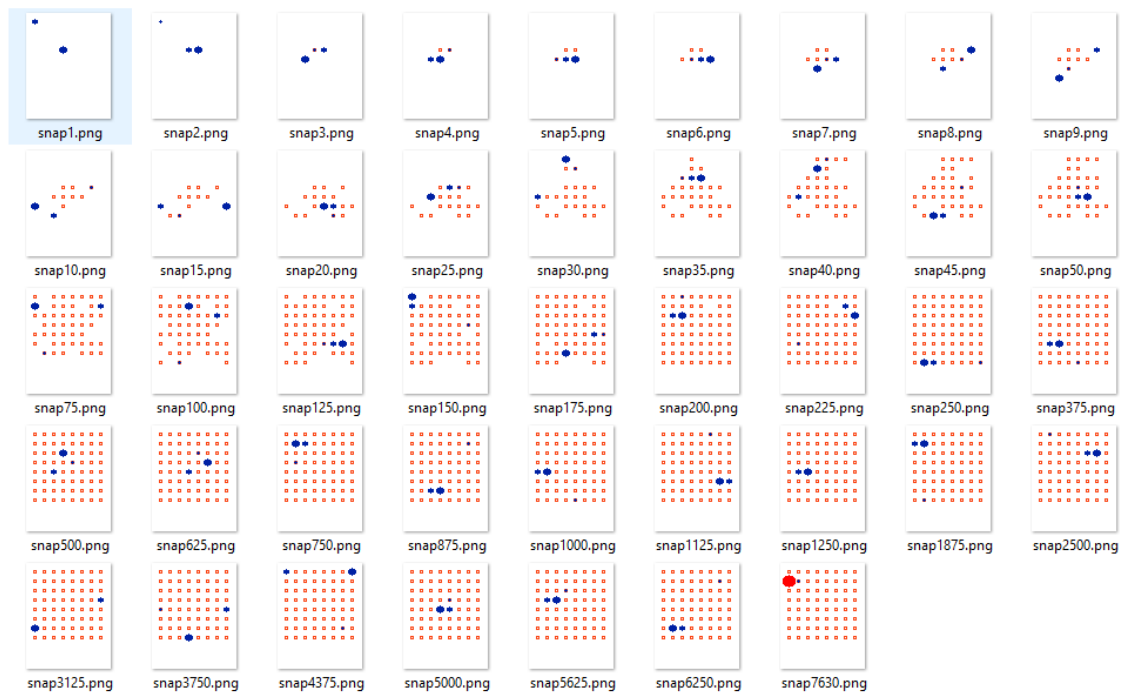 snap1.png snap2.png snap3.png snap4.png snap5.png snap6.png snap7.png snap8.png snap9.png
snap10.png snap15.png snap20.png snap25.png snap30.png snap35.png snap40.png snap45.png snap50.png
snap75.png snap100.png snap125.png snap150.png snap175.png snap200.png snap225.png snap250.png snap375.png
snap500.png snap625.png snap750.png snap875.png snap1000.png snap1125.png snap1250.png snap1875.png snap2500.png
snap3125.png snap3750.png snap4375.png snap5000.png snap5625.png snap6250.png snap7630.png